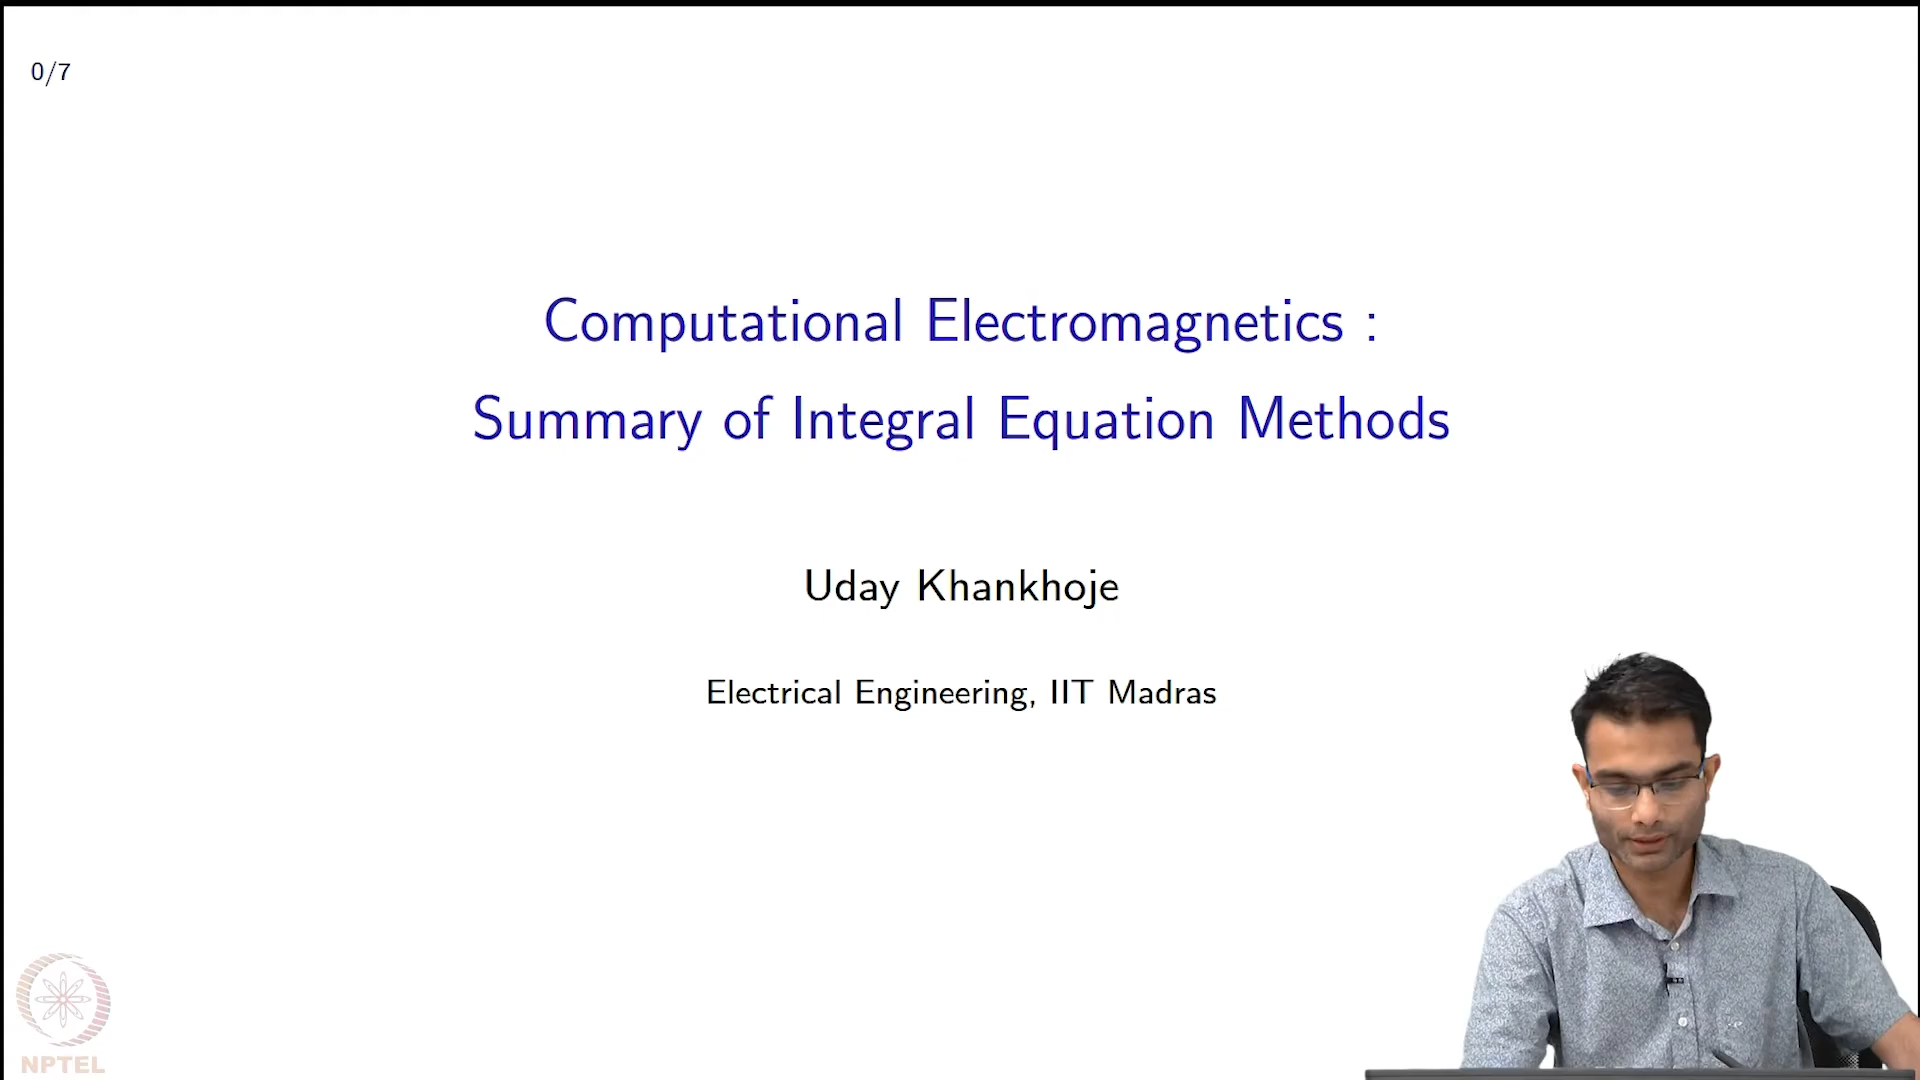 0/7
Computational Electromagnetics :
Summary of Integral Equation Methods
Uday Khankhoje
Electrical Engineering, IIT Madras
NPTEL